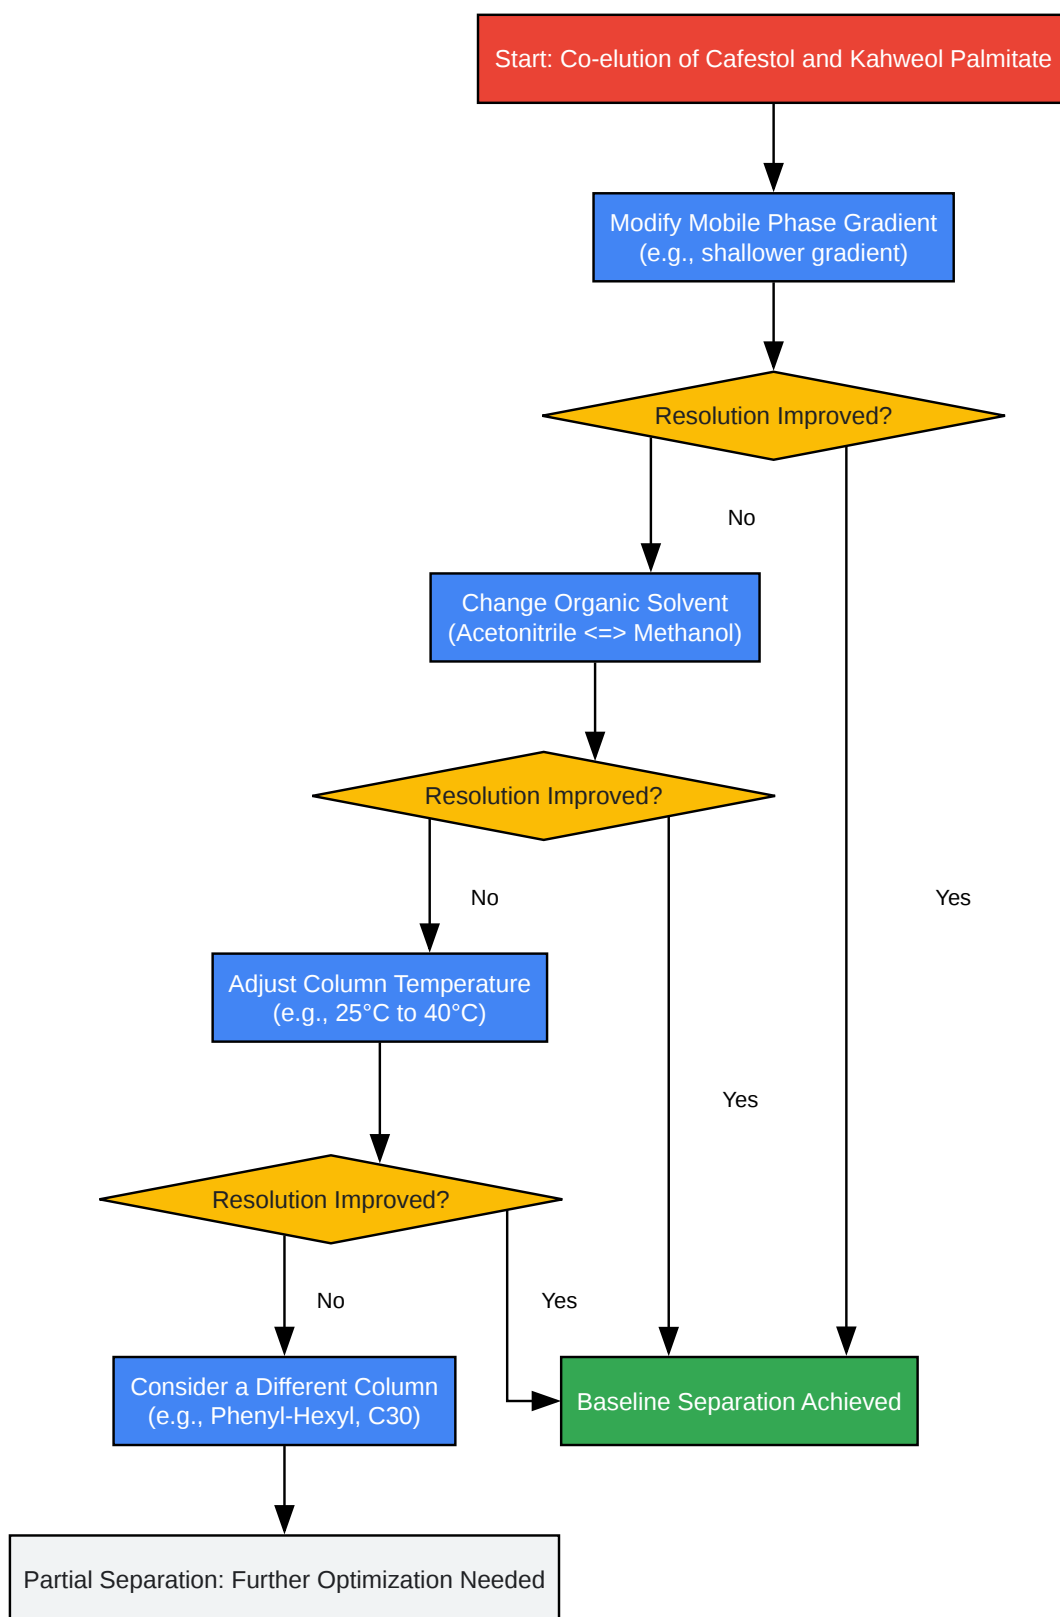 Start: Co-elution of Cafestol and Kahweol Palmitate
Modify Mobile Phase Gradient
(e.g., shallower gradient)
Resolution Improved?
No
Change Organic Solvent
(Acetonitrile <=> Methanol)
Resolution Improved?
No
Yes
Adjust Column Temperature
(e.g., 25°C to 40°C)
Yes
Resolution Improved?
No
Yes
Consider a Different Column
(e.g., Phenyl-Hexyl, C30)
Baseline Separation Achieved
Partial Separation: Further Optimization Needed